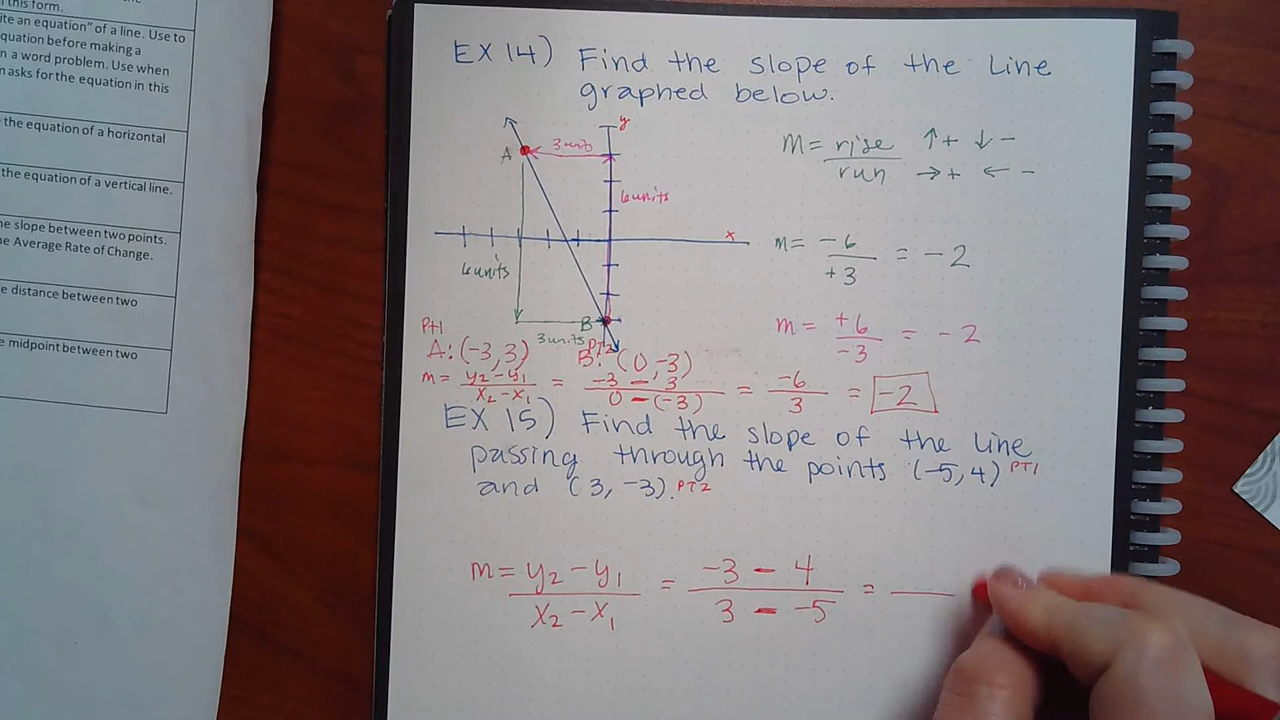 this form.
ite an equation" of a line. Use to
quation before making a
n a word problem. Use when
asks for the equation in this
the equation of a horizontal
the equation of a vertical line.
e slope between two points.
e Average Rate of Change.
e distance between two
e midpoint between two
EX 14) Find the slope of the line
graphed below.
y
A 3 units
6 units
x
6 units
B
3 units
m = rise / run ↑+ ↓- →+ ←-
m = -6 / +3 = -2
m = +6 / -3 = -2
PT1 PT2
A: (-3, 3) B: (0, -3)
m = y₂ - y₁ / x₂ - x₁ = -3 - 3 / 0 - (-3) = -6 / 3 = -2
EX 15) Find the slope of the line
passing through the points (-5, 4) PT1
and (3, -3). PT2
m = y₂ - y₁ / x₂ - x₁ = -3 - 4 / 3 - -5 =